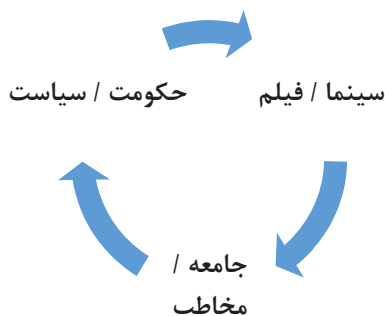 سینما / فیلم
حکومت / سیاست
جامعه /
مخاطب